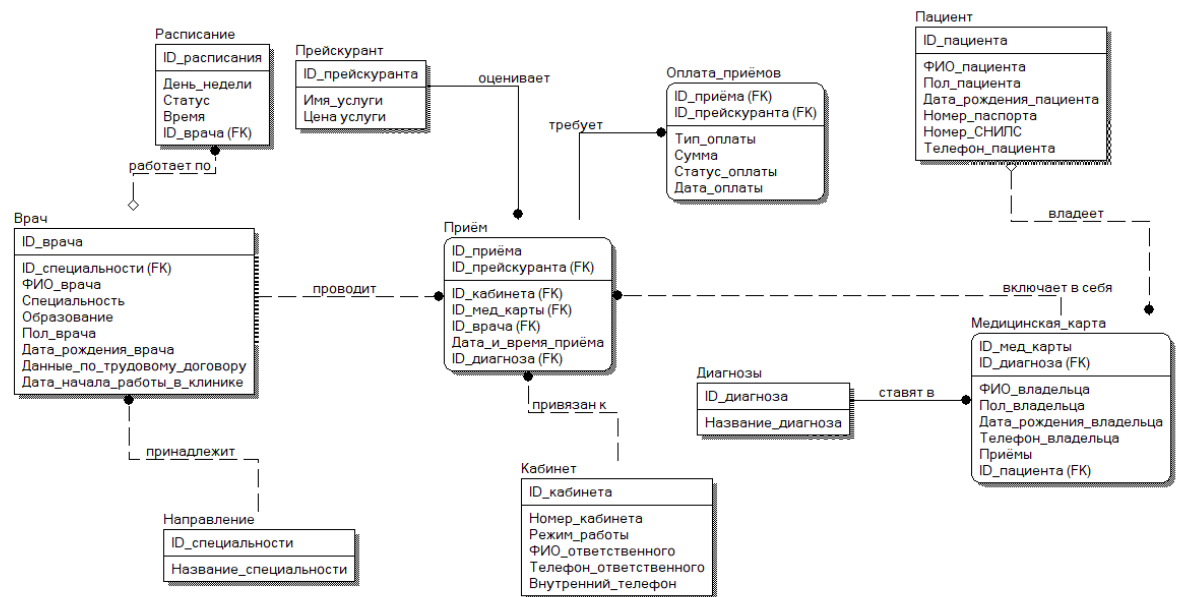 Расписание
ID_расписания
День_недели
Статус
Время
ID_врача (FK)
Прейскурант
ID_прейскуранта
Имя_услуги
Цена услуги
оценивает
Оплата_приёмов
ID_приёма (FK)
ID_прейскуранта (FK)
Тип_оплаты
Сумма
Статус_оплаты
Дата_оплаты
требует
Пациент
ID_пациента
ФИО_пациента
Пол_пациента
Дата_рождения_пациента
Номер_паспорта
Номер_СНИЛС
Телефон_пациента
работает по
владеет
Врач
ID_врача
ID_специальности (FK)
ФИО_врача
Специальность
Образование
Пол_врача
Дата_рождения_врача
Данные_по_трудовому_договору
Дата_начала_работы_в_клинике
проводит
Приём
ID_приёма
ID_прейскуранта (FK)
ID_кабинета (FK)
ID_мед_карты (FK)
ID_врача (FK)
Дата_и_время_приёма
ID_диагноза (FK)
включает в себя
Медицинская_карта
ID_мед_карты
ID_диагноза (FK)
ФИО_владельца
Пол_владельца
Дата_рождения_владельца
Телефон_владельца
Приёмы
ID_пациента (FK)
Диагнозы
ID_диагноза
Название_диагноза
ставят в
привязан к
принадлежит
Кабинет
ID_кабинета
Номер_кабинета
Режим_работы
ФИО_ответственного
Телефон_ответственного
Внутренний_телефон
Направление
ID_специальности
Название_специальности